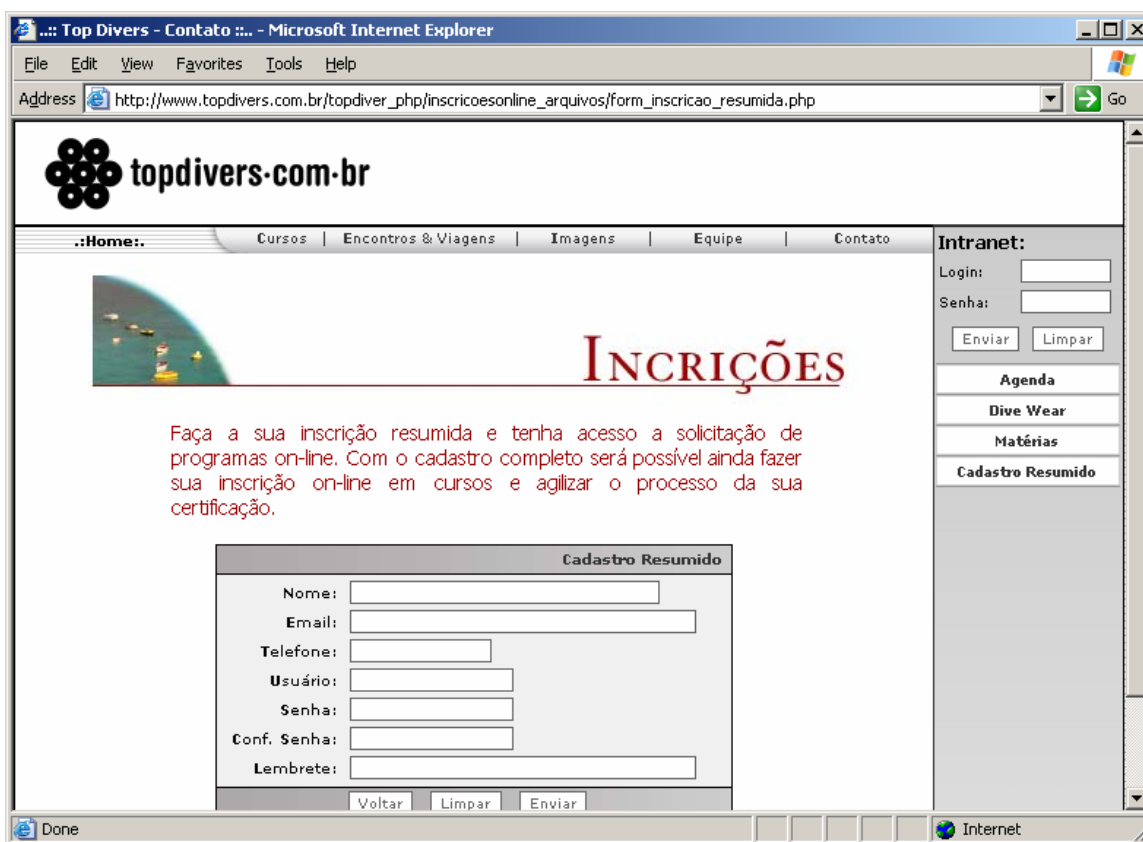 ..:: Top Divers - Contato ::.. - Microsoft Internet Explorer
File Edit View Favorites Tools Help
Address http://www.topdivers.com.br/topdiver_php/inscricoesonline_arquivos/form_inscricao_resumida.php Go
topdivers·com·br
.::Home:. Cursos | Encontros & Viagens | Imagens | Equipe | Contato
Intranet:
Login:
Senha:
Enviar Limpar
Agenda
Dive Wear
Matérias
Cadastro Resumido
INCRIÇÕES
Faça a sua inscrição resumida e tenha acesso a solicitação de
programas on-line. Com o cadastro completo será possível ainda fazer
sua inscrição on-line em cursos e agilizar o processo da sua
certificação.
Cadastro Resumido
Nome:
Email:
Telefone:
Usuário:
Senha:
Conf. Senha:
Lembrete:
Voltar Limpar Enviar
Done Internet